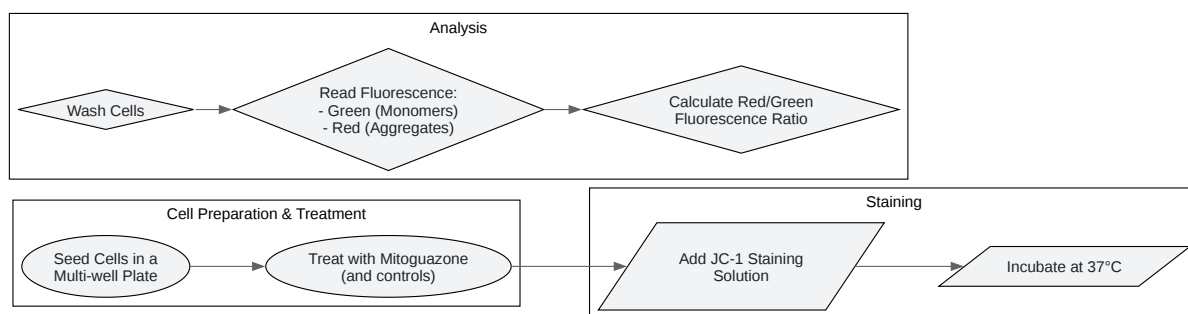 Analysis
Wash Cells
Read Fluorescence:
- Green (Monomers)
- Red (Aggregates)
Calculate Red/Green
Fluorescence Ratio
Cell Preparation & Treatment
Seed Cells in a
Multi-well Plate
Treat with Mitoguazone
(and controls)
Staining
Add JC-1 Staining
Solution
Incubate at 37°C